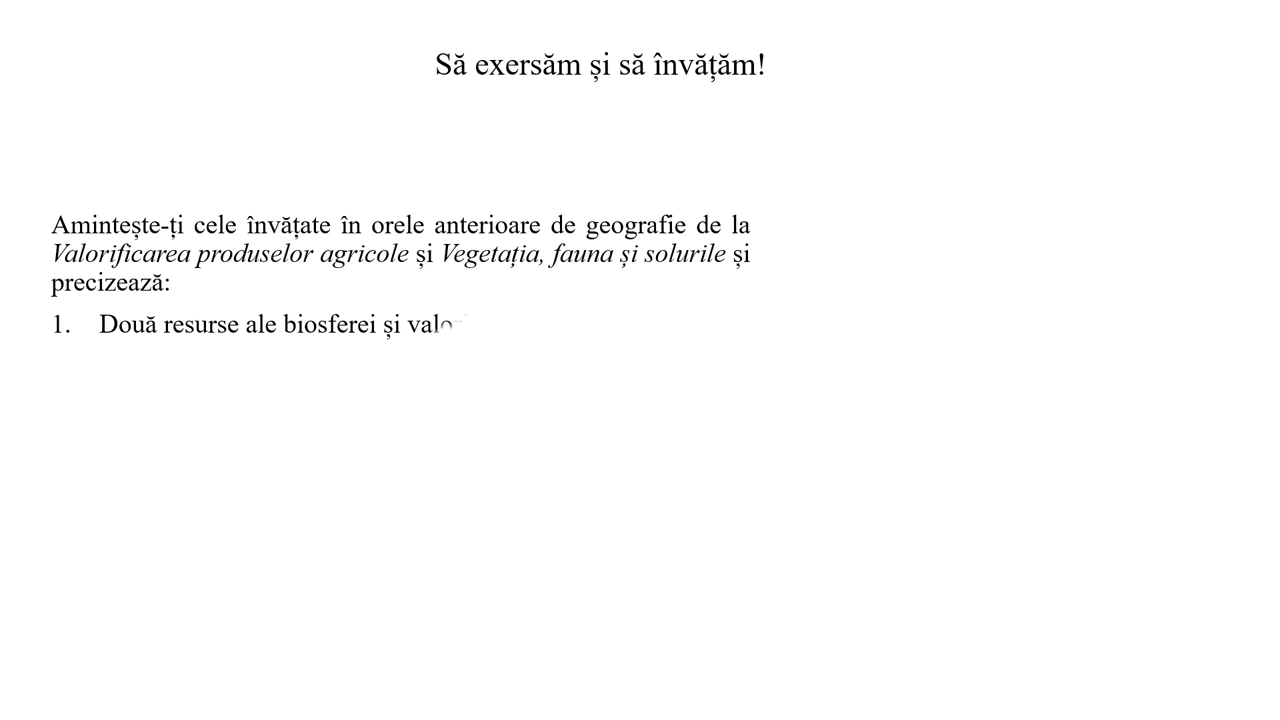 Să exersăm și să învățăm!
Amintește-ți cele învățate în orele anterioare de geografie de la
Valorificarea produselor agricole și Vegetația, fauna și solurile și
precizează:
1. Două resurse ale biosferei și